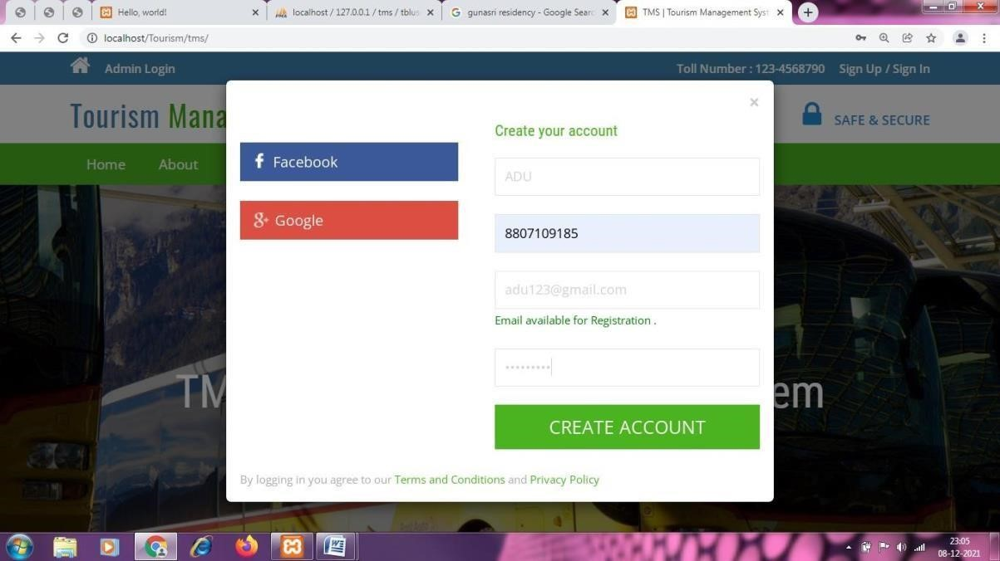 Hello, world!
localhost / 127.0.0.1 / tms / tblus
gunasri residency - Google Sear
TMS | Tourism Management Syst
localhost/Tourism/tms/
Admin Login
Toll Number : 123-4568790
Sign Up / Sign In
Tourism Mana
SAFE & SECURE
Home
About
Facebook
Google
Create your account
ADU
8807109185
adu123@gmail.com
Email available for Registration .
CREATE ACCOUNT
By logging in you agree to our Terms and Conditions and Privacy Policy
TM
em
23:05
08-12-2021